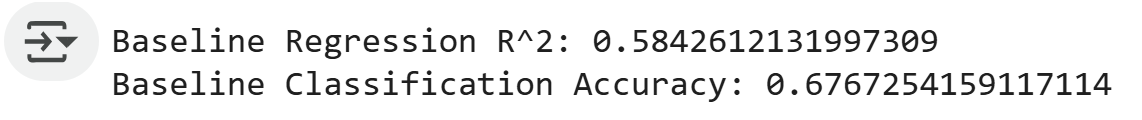 Baseline Regression R^2: 0.5842612131997309
Baseline Classification Accuracy: 0.6767254159117114